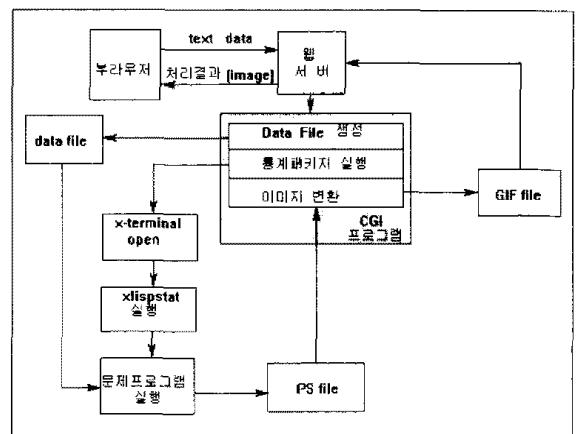 text data
부라우저
웹
서 버
처리결과 (image)
data file
Data File 생성
통계패키지 실행
이미지 변환
CGI
프로그램
GIF file
x-terminal
open
xlispstat
실행
문제프로그램
실행
PS file